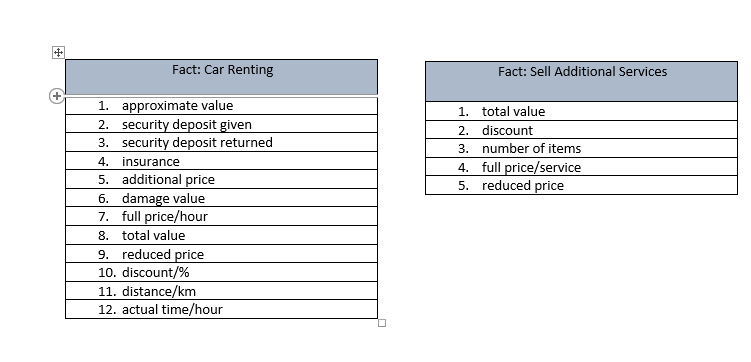 Fact: Car Renting
1. approximate value
2. security deposit given
3. security deposit returned
4. insurance
5. additional price
6. damage value
7. full price/hour
8. total value
9. reduced price
10. discount/%
11. distance/km
12. actual time/hour
Fact: Sell Additional Services
1. total value
2. discount
3. number of items
4. full price/service
5. reduced price